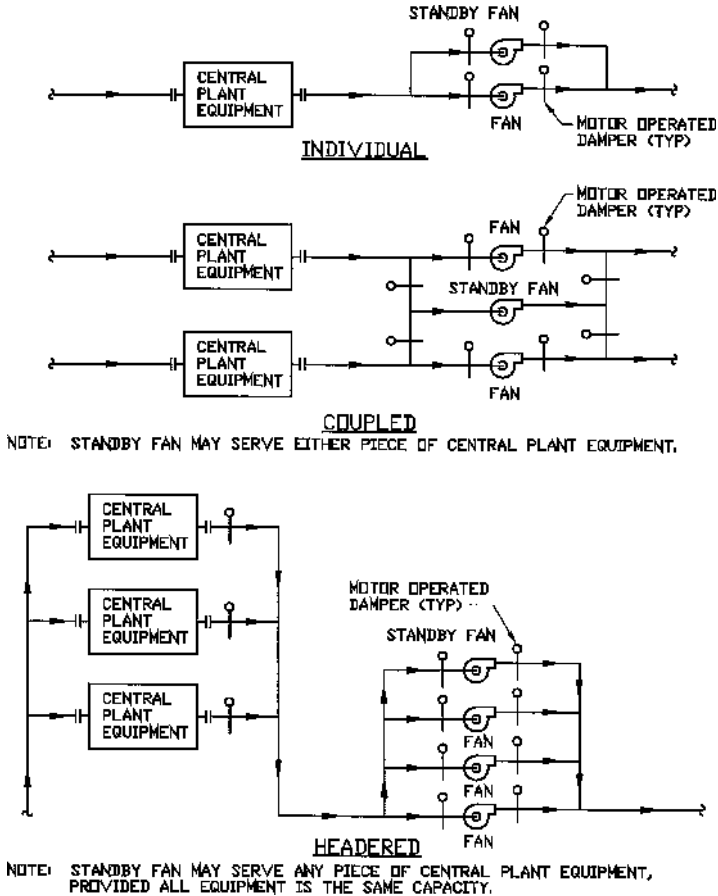 STANDBY FAN
CENTRAL
PLANT
EQUIPMENT
FAN
MOTOR OPERATED
DAMPER (TYP)
INDIVIDUAL
MOTOR OPERATED
DAMPER (TYP)
CENTRAL
PLANT
EQUIPMENT
FAN
STANDBY FAN
CENTRAL
PLANT
EQUIPMENT
FAN
COUPLED
NOTE: STANDBY FAN MAY SERVE EITHER PIECE OF CENTRAL PLANT EQUIPMENT.
CENTRAL
PLANT
EQUIPMENT
CENTRAL
PLANT
EQUIPMENT
MOTOR OPERATED
DAMPER (TYP)
STANDBY FAN
CENTRAL
PLANT
EQUIPMENT
FAN
FAN
FAN
HEADERED
NOTE: STANDBY FAN MAY SERVE ANY PIECE OF CENTRAL PLANT EQUIPMENT,
PROVIDED ALL EQUIPMENT IS THE SAME CAPACITY.